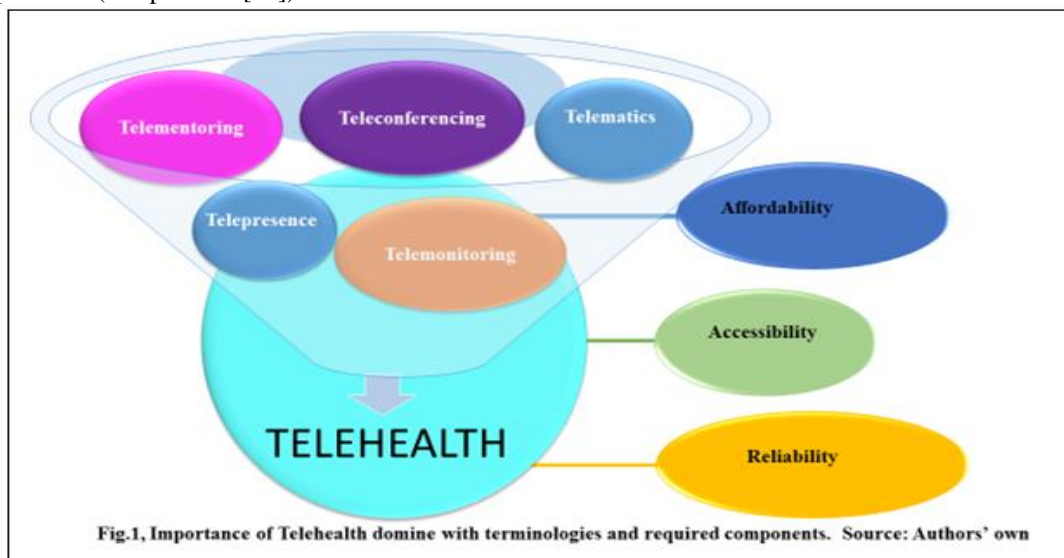 Telementoring
Teleconferencing
Telematics
Telepresence
Telemonitoring
Affordability
Accessibility
Reliability
TELEHEALTH
Fig.1, Importance of Telehealth domine with terminologies and required components. Source: Authors' own